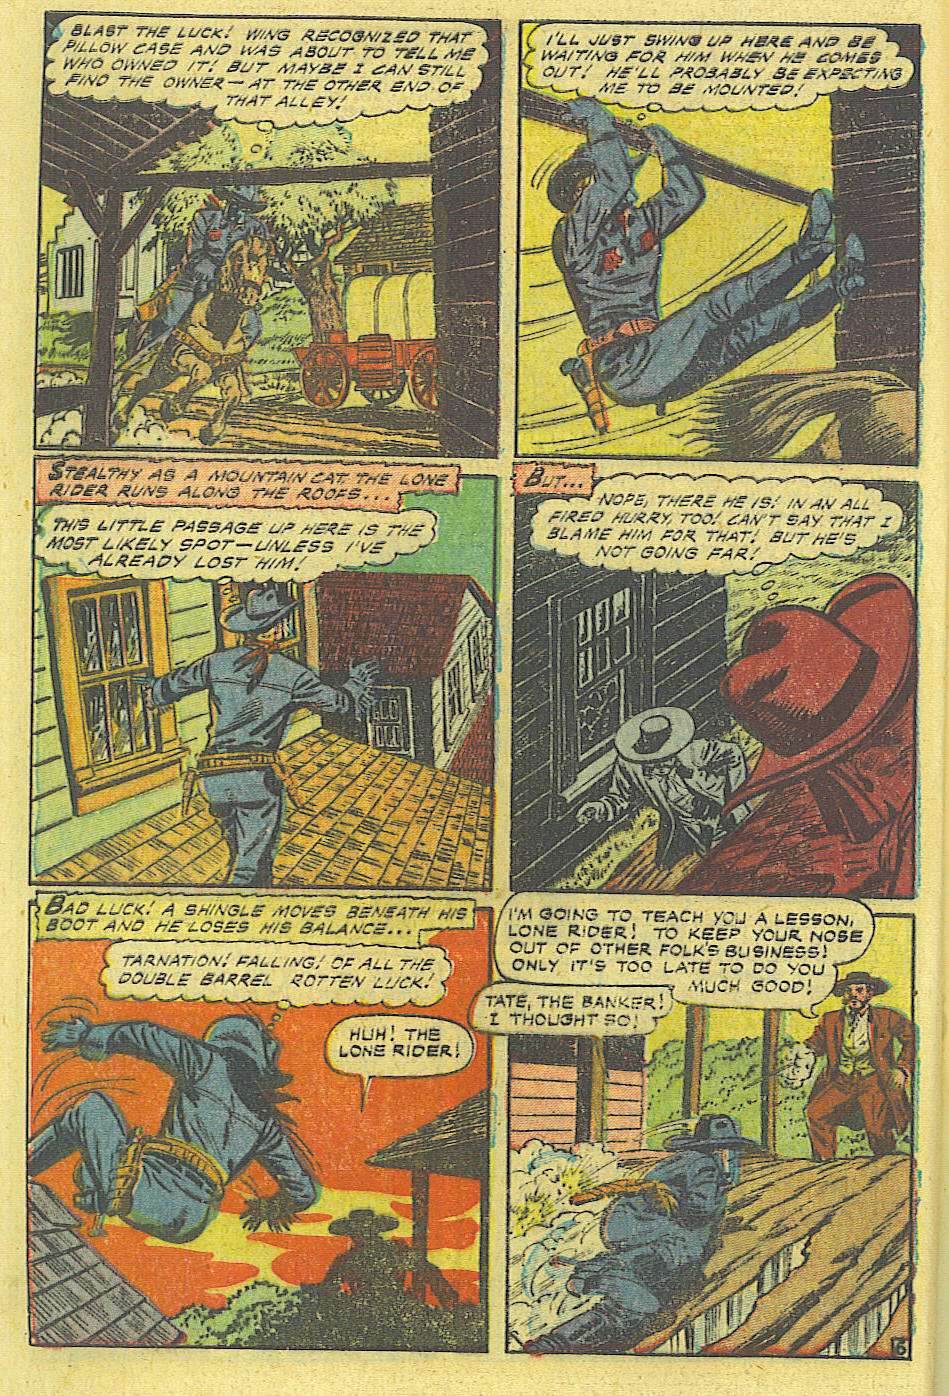 BLAST THE LUCK! WING RECOGNIZED THAT
PILLOW CASE AND WAS ABOUT TO TELL ME
WHO OWNED IT! BUT MAYBE I CAN STILL
FIND THE OWNER—AT THE OTHER END OF
THAT ALLEY!
I'LL JUST SWING UP HERE AND BE
WAITING FOR HIM WHEN HE COMES
OUT! HE'LL PROBABLY BE EXPECTING
ME TO BE MOUNTED!
STEALTHY AS A MOUNTAIN CAT, THE LONE
RIDER RUNS ALONG THE ROOFS...
THIS LITTLE PASSAGE UP HERE IS THE
MOST LIKELY SPOT—UNLESS I'VE
ALREADY LOST HIM!
BUT...
NOPE, THERE HE IS! IN AN ALL
FIRED HURRY, TOO! CAN'T SAY THAT I
BLAME HIM FOR THAT! BUT HE'S
NOT GOING FAR!
BAD LUCK! A SHINGLE MOVES BENEATH HIS
BOOT AND HE LOSES HIS BALANCE...
TARNATION! FALLING! OF ALL THE
DOUBLE BARREL ROTTEN LUCK!
HUH! THE
LONE RIDER!
I'M GOING TO TEACH YOU A LESSON,
LONE RIDER! TO KEEP YOUR NOSE
OUT OF OTHER FOLK'S BUSINESS!
ONLY IT'S TOO LATE TO DO YOU
MUCH GOOD!
TATE, THE BANKER!
I THOUGHT SO!
6